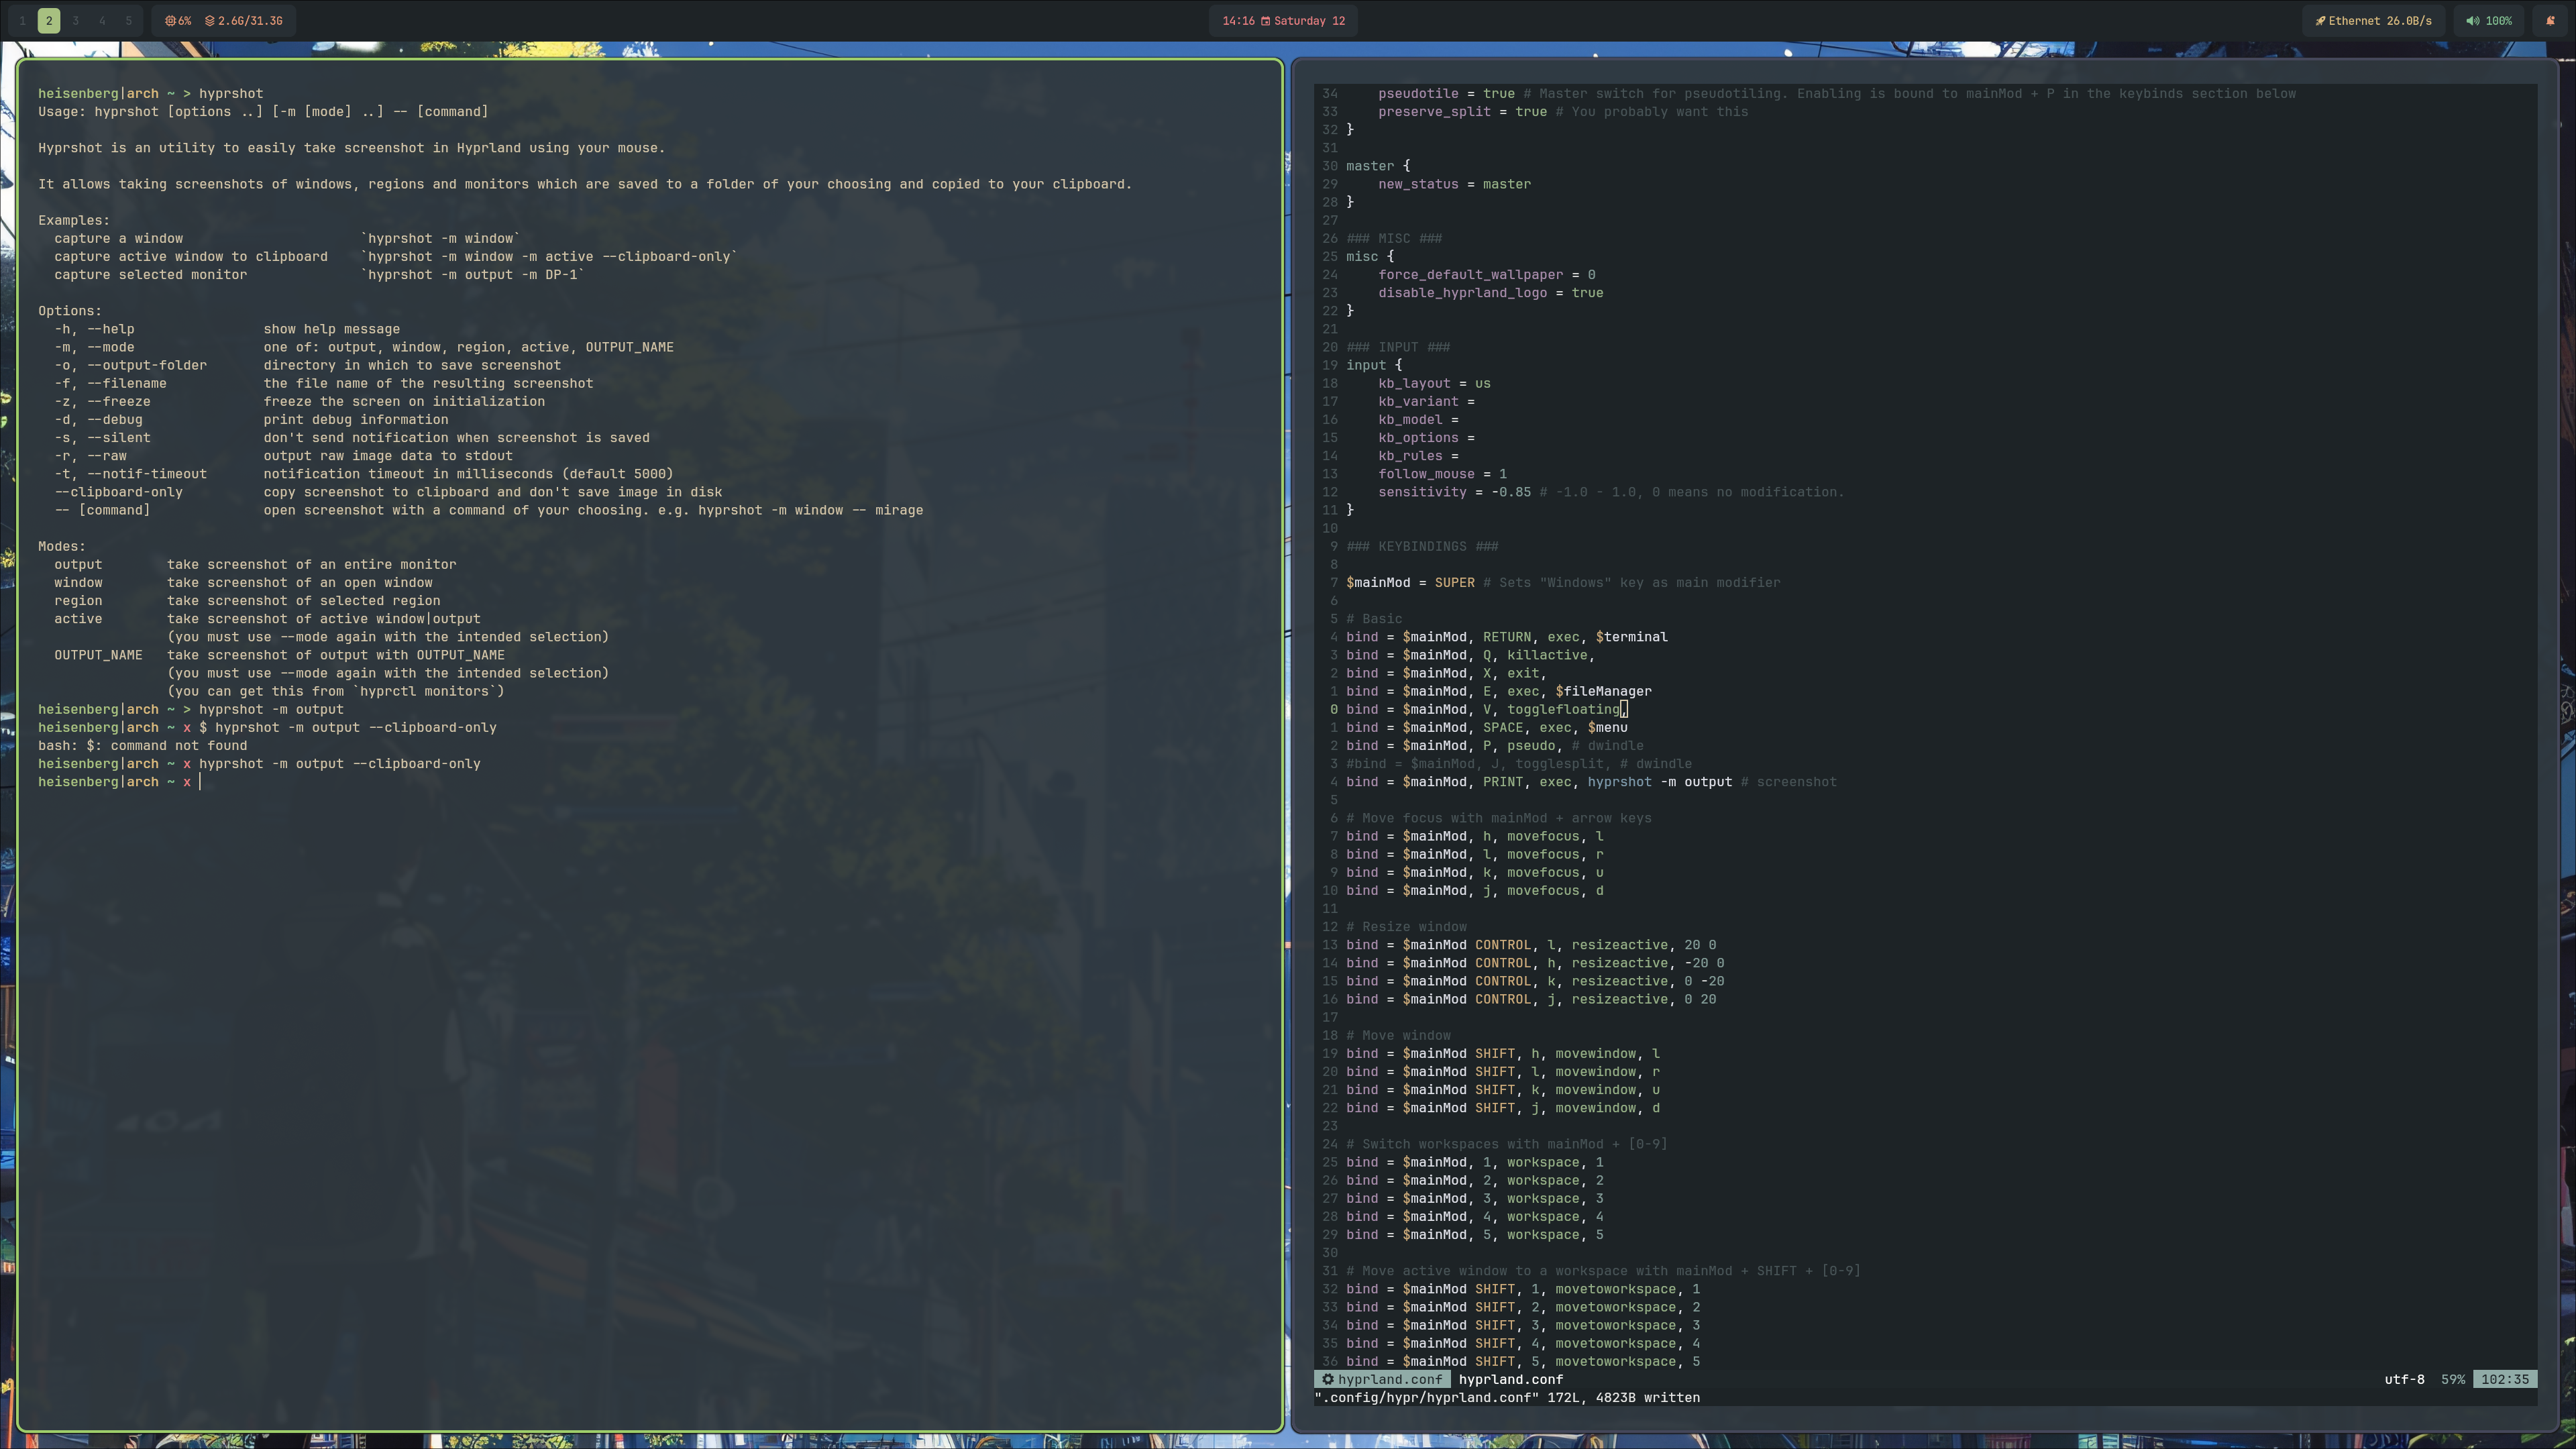 1 2 3 4 5 6% 2.6G/31.3G 14:16 Saturday 12 Ethernet 26.0B/s 100%
heisenberg|arch ~ > hyprshot
Usage: hyprshot [options ..] [-m [mode] ..] -- [command]
Hyprshot is an utility to easily take screenshot in Hyprland using your mouse.
It allows taking screenshots of windows, regions and monitors which are saved to a folder of your choosing and copied to your clipboard.
Examples:
capture a window `hyprshot -m window`
capture active window to clipboard `hyprshot -m window -m active --clipboard-only`
capture selected monitor `hyprshot -m output -m DP-1`
Options:
-h, --help show help message
-m, --mode one of: output, window, region, active, OUTPUT_NAME
-o, --output-folder directory in which to save screenshot
-f, --filename the file name of the resulting screenshot
-z, --freeze freeze the screen on initialization
-d, --debug print debug information
-s, --silent don't send notification when screenshot is saved
-r, --raw output raw image data to stdout
-t, --notif-timeout notification timeout in milliseconds (default 5000)
--clipboard-only copy screenshot to clipboard and don't save image in disk
-- [command] open screenshot with a command of your choosing. e.g. hyprshot -m window -- mirage
Modes:
output take screenshot of an entire monitor
window take screenshot of an open window
region take screenshot of selected region
active take screenshot of active window|output
(you must use --mode again with the intended selection)
OUTPUT_NAME take screenshot of output with OUTPUT_NAME
(you must use --mode again with the intended selection)
(you can get this from `hyprctl monitors`)
heisenberg|arch ~ > hyprshot -m output
heisenberg|arch ~ x $ hyprshot -m output --clipboard-only
bash: $: command not found
heisenberg|arch ~ x hyprshot -m output --clipboard-only
heisenberg|arch ~ x
34 pseudotile = true # Master switch for pseudotiling. Enabling is bound to mainMod + P in the keybinds section below
33 preserve_split = true # You probably want this
32 }
31
30 master {
29 new_status = master
28 }
27
26 ### MISC ###
25 misc {
24 force_default_wallpaper = 0
23 disable_hyprland_logo = true
22 }
21
20 ### INPUT ###
19 input {
18 kb_layout = us
17 kb_variant =
16 kb_model =
15 kb_options =
14 kb_rules =
13 follow_mouse = 1
12 sensitivity = -0.85 # -1.0 - 1.0, 0 means no modification.
11 }
10
9 ### KEYBINDINGS ###
8
7 $mainMod = SUPER # Sets "Windows" key as main modifier
6
5 # Basic
4 bind = $mainMod, RETURN, exec, $terminal
3 bind = $mainMod, Q, killactive,
2 bind = $mainMod, X, exit,
1 bind = $mainMod, E, exec, $fileManager
0 bind = $mainMod, V, togglefloating,
1 bind = $mainMod, SPACE, exec, $menu
2 bind = $mainMod, P, pseudo, # dwindle
3 #bind = $mainMod, J, togglesplit, # dwindle
4 bind = $mainMod, PRINT, exec, hyprshot -m output # screenshot
5
6 # Move focus with mainMod + arrow keys
7 bind = $mainMod, h, movefocus, l
8 bind = $mainMod, l, movefocus, r
9 bind = $mainMod, k, movefocus, u
10 bind = $mainMod, j, movefocus, d
11
12 # Resize window
13 bind = $mainMod CONTROL, l, resizeactive, 20 0
14 bind = $mainMod CONTROL, h, resizeactive, -20 0
15 bind = $mainMod CONTROL, k, resizeactive, 0 -20
16 bind = $mainMod CONTROL, j, resizeactive, 0 20
17
18 # Move window
19 bind = $mainMod SHIFT, h, movewindow, l
20 bind = $mainMod SHIFT, l, movewindow, r
21 bind = $mainMod SHIFT, k, movewindow, u
22 bind = $mainMod SHIFT, j, movewindow, d
23
24 # Switch workspaces with mainMod + [0-9]
25 bind = $mainMod, 1, workspace, 1
26 bind = $mainMod, 2, workspace, 2
27 bind = $mainMod, 3, workspace, 3
28 bind = $mainMod, 4, workspace, 4
29 bind = $mainMod, 5, workspace, 5
30
31 # Move active window to a workspace with mainMod + SHIFT + [0-9]
32 bind = $mainMod SHIFT, 1, movetoworkspace, 1
33 bind = $mainMod SHIFT, 2, movetoworkspace, 2
34 bind = $mainMod SHIFT, 3, movetoworkspace, 3
35 bind = $mainMod SHIFT, 4, movetoworkspace, 4
36 bind = $mainMod SHIFT, 5, movetoworkspace, 5
hyprland.conf hyprland.conf utf-8 59% 102:35
".config/hypr/hyprland.conf" 172L, 4823B written